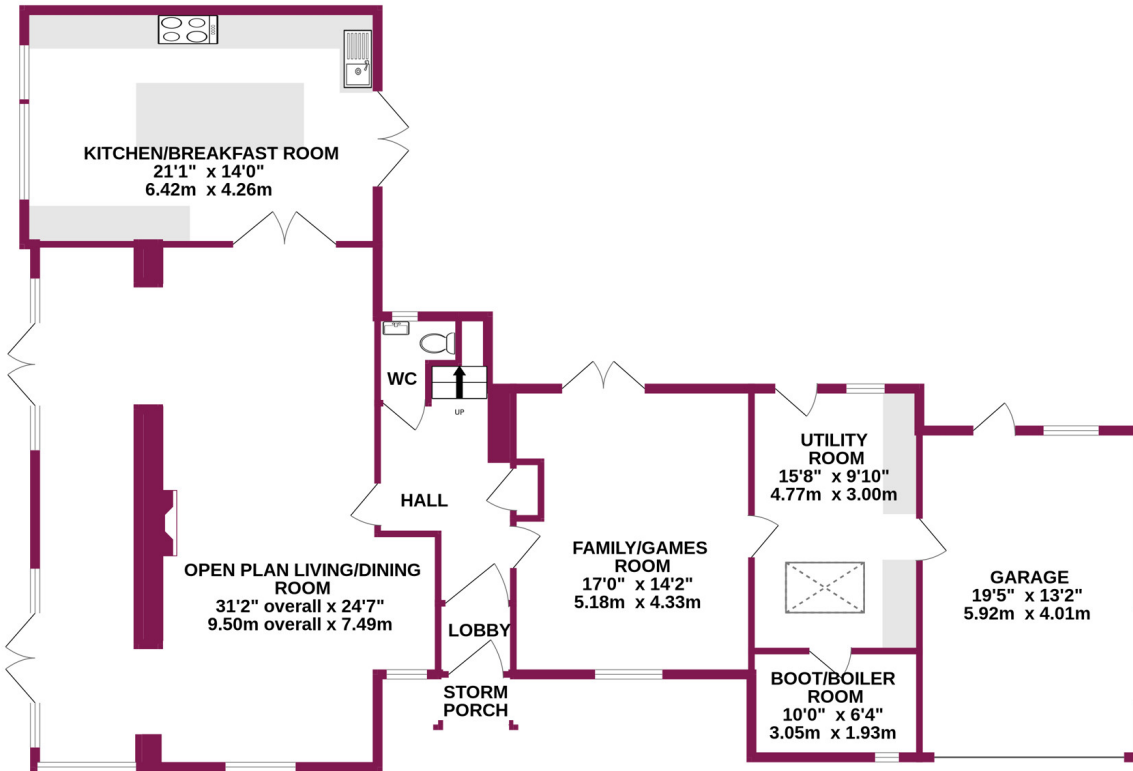 KITCHEN/BREAKFAST ROOM
21'1" x 14'0"
6.42m x 4.26m
WC
UP
HALL
UTILITY
ROOM
15'8" x 9'10"
4.77m x 3.00m
FAMILY/GAMES
ROOM
17'0" x 14'2"
5.18m x 4.33m
OPEN PLAN LIVING/DINING
ROOM
31'2" overall x 24'7"
9.50m overall x 7.49m
GARAGE
19'5" x 13'2"
5.92m x 4.01m
LOBBY
STORM
PORCH
BOOT/BOILER
ROOM
10'0" x 6'4"
3.05m x 1.93m